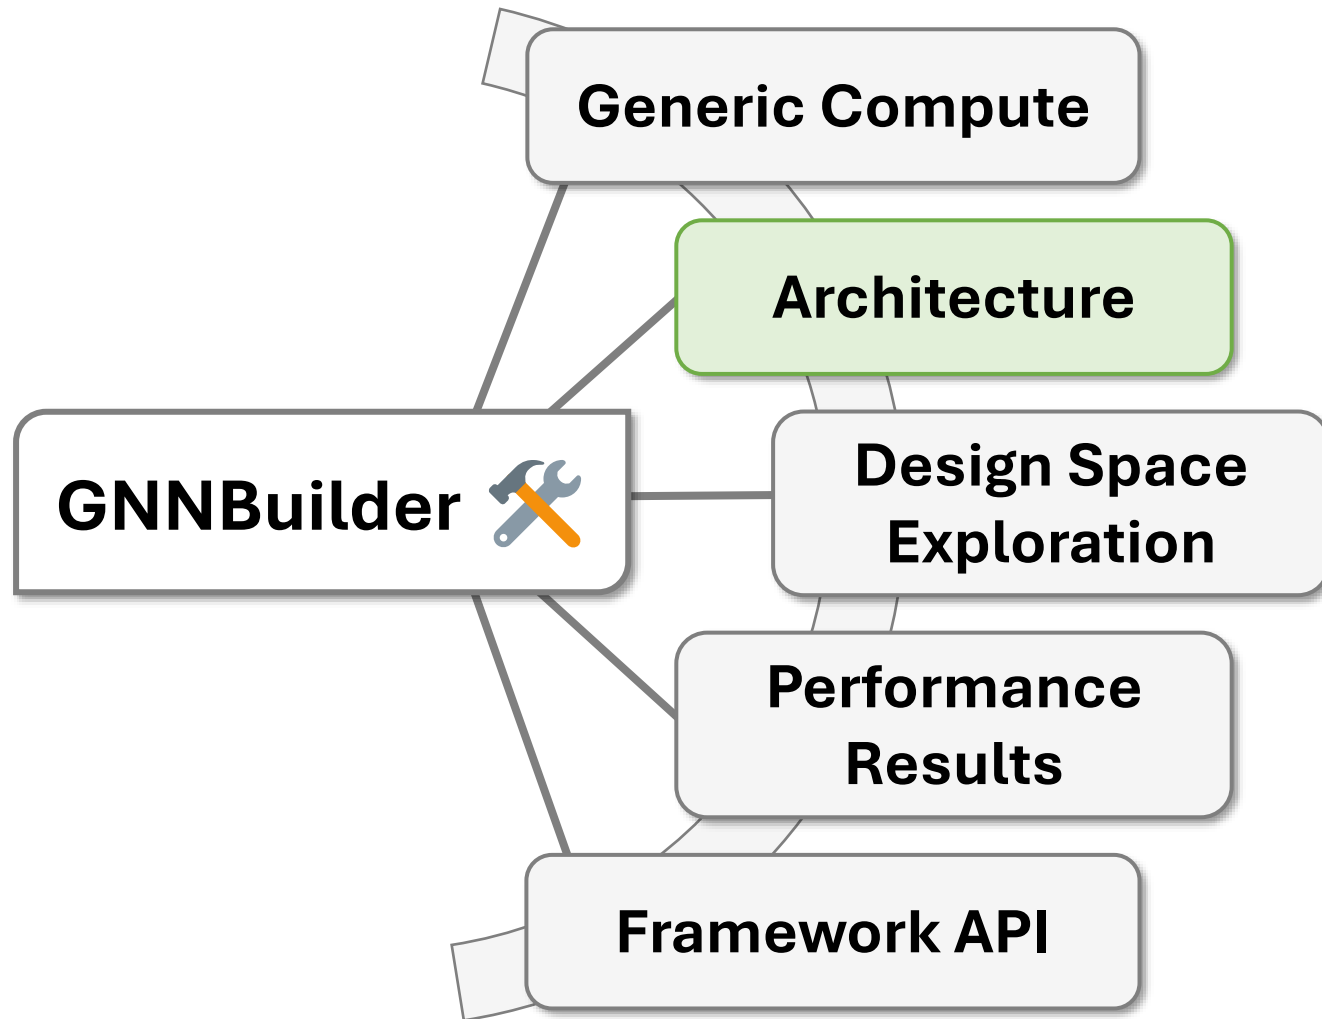 Generic Compute
Architecture
GNNBuilder
Design Space
Exploration
Performance
Results
Framework API